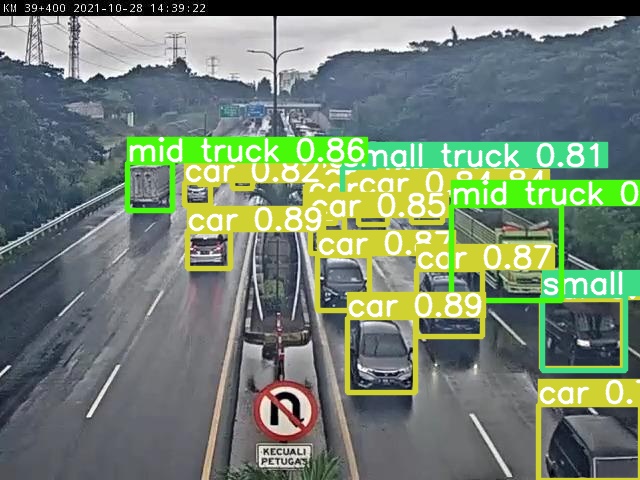 KM 39+400 2021-10-28 14:39:22
mid truck 0.86
small truck 0.81
car 0.82
car 0.84
mid truck 0
car 0.85
car 0.89
car 0.87
car 0.87
small
car 0.89
car 0.
KECUALI
PETUGAS